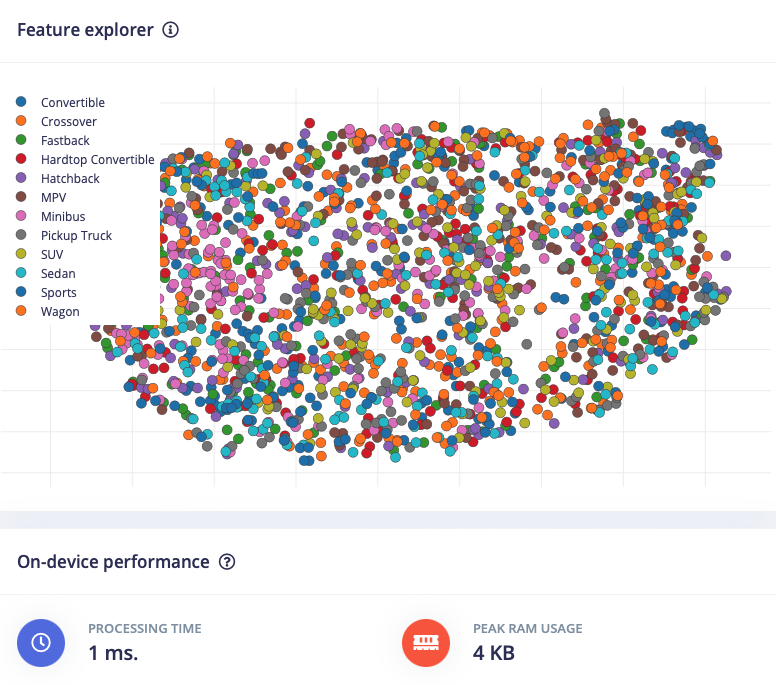 Feature explorer
Convertible
Crossover
Fastback
Hardtop Convertible
Hatchback
MPV
Minibus
Pickup Truck
SUV
Sedan
Sports
Wagon
On-device performance
PROCESSING TIME
1 ms.
PEAK RAM USAGE
4 KB